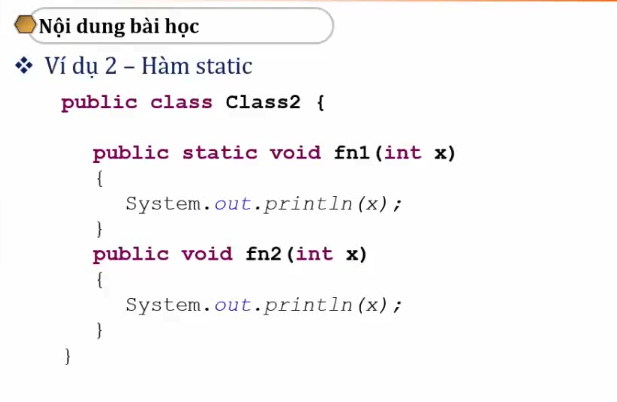 Nội dung bài học
❖ Ví dụ 2 – Hàm static
public class Class2 {
public static void fn1(int x)
{
System.out.println(x);
}
public void fn2(int x)
{
System.out.println(x);
}
}